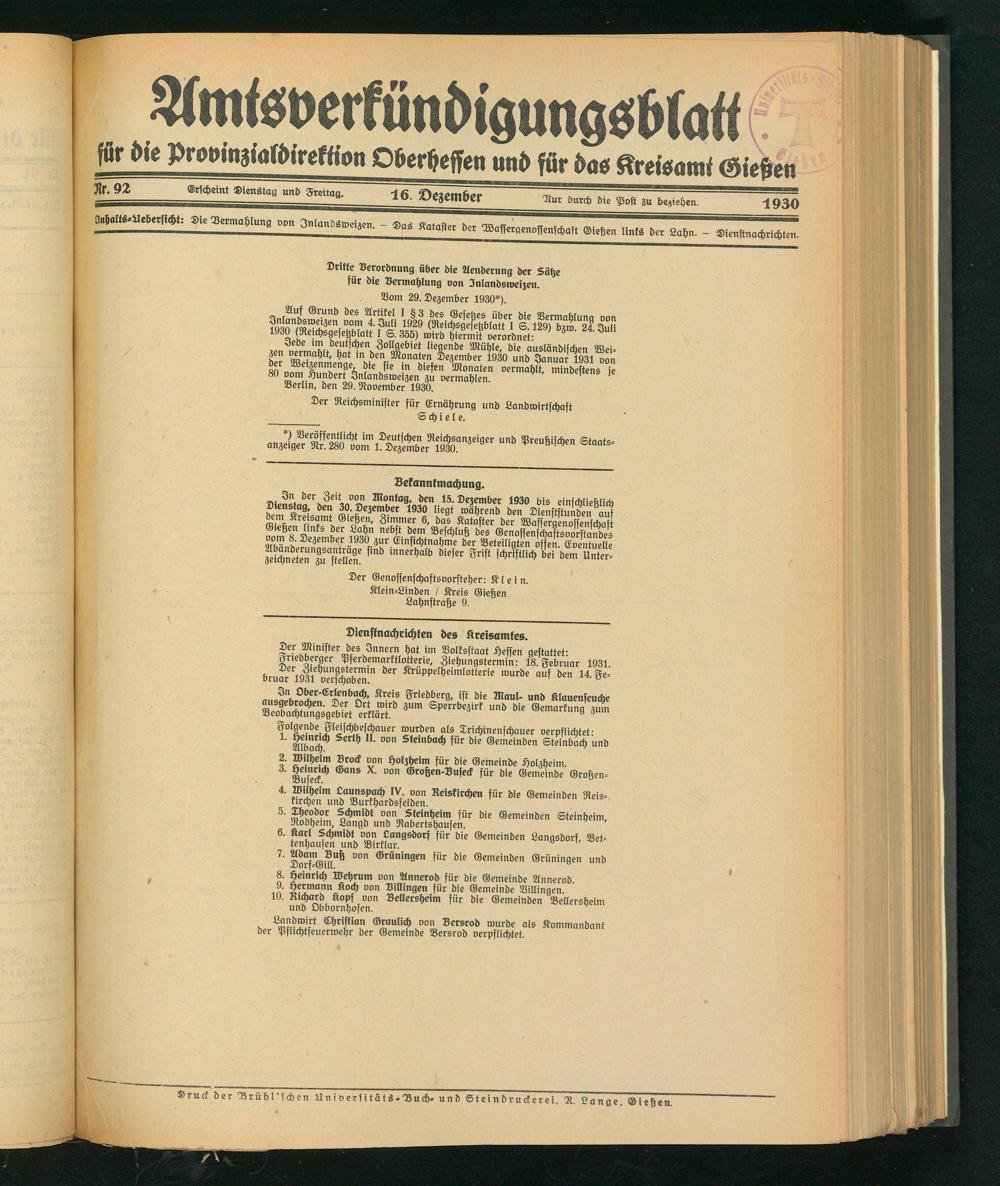 Amtsverkündigungsblatt
für die Provinzialdirektion Oberhessen und für das Kreisamt Gießen
Nr. 92 Erscheint Dienstag und Freitag. 16. Dezember Nur durch die Post zu beziehen. 1930
Inhalts-Uebersicht: Die Vermahlung von Inlandsweizen. — Das Kataster der Wassergenossenschaft Gießen links der Lahn. — Dienstnachrichten.
Dritte Verordnung über die Aenderung der Sätze
für die Vermahlung von Inlandsweizen.
Vom 29. Dezember 1930*).
Auf Grund des Artikel I § 3 des Gesetzes über die Vermahlung von
Inlandsweizen vom 4. Juli 1929 (Reichsgesetzblatt I S. 129) bzw. 24. Juli
1930 (Reichsgesetzblatt I S. 355) wird hiermit verordnet:
Jede im deutschen Zollgebiet liegende Mühle, die ausländischen Wei-
zen vermahlt, hat in den Monaten Dezember 1930 und Januar 1931 von
der Weizenmenge, die sie in diesen Monaten vermahlt, mindestens je
80 vom Hundert Inlandsweizen zu vermahlen.
Berlin, den 29. November 1930.
Der Reichsminister für Ernährung und Landwirtschaft
Schiele.
*) Veröffentlicht im Deutschen Reichsanzeiger und Preußischen Staats-
anzeiger Nr. 280 vom 1. Dezember 1930.
Bekanntmachung.
In der Zeit von Montag, den 15. Dezember 1930 bis einschließlich
Dienstag, den 30. Dezember 1930 liegt während den Dienststunden auf
dem Kreisamt Gießen, Zimmer 6, das Kataster der Wassergenossenschaft
Gießen links der Lahn nebst dem Beschluß des Genossenschaftsvorstandes
vom 8. Dezember 1930 zur Einsichtnahme der Beteiligten offen. Eventuelle
Abänderungsanträge sind innerhalb dieser Frist schriftlich bei dem Unter-
zeichneten zu stellen.
Der Genossenschaftsvorsteher: Klein.
Klein-Linden / Kreis Gießen
Lahnstraße 9.
Dienstnachrichten des Kreisamtes.
Der Minister des Innern hat im Volksstaat Hessen gestattet:
Friedberger Pferdemarktlotterie, Ziehungstermin: 18. Februar 1931.
Der Ziehungstermin der Krüppelheimlotterie wurde auf den 14. Fe-
bruar 1931 verschoben.
In Ober-Erlenbach, Kreis Friedberg, ist die Maul- und Klauenseuche
ausgebrochen. Der Ort wird zum Sperrbezirk und die Gemarkung zum
Beobachtungsgebiet erklärt.
Folgende Fleischbeschauer wurden als Trichinenschauer verpflichtet:
1. Heinrich Serth II. von Steinbach für die Gemeinden Steinbach und
Albach.
2. Wilhelm Brock von Holzheim für die Gemeinde Holzheim.
3. Heinrich Gans X. von Großen-Buseck für die Gemeinde Großen-
Buseck.
4. Wilhelm Launspach IV. von Reiskirchen für die Gemeinden Reis-
kirchen und Burkhardsfelden.
5. Theodor Schmidt von Steinheim für die Gemeinden Steinheim,
Rodheim, Langd und Rabertshausen.
6. Karl Schmidt von Langsdorf für die Gemeinden Langsdorf, Bet-
tenhausen und Birklar.
7. Adam Buß von Grüningen für die Gemeinden Grüningen und
Dorf-Gill.
8. Heinrich Wehrum von Annerod für die Gemeinde Annerod.
9. Hermann Koch von Villingen für die Gemeinde Villingen.
10. Richard Kopf von Bellersheim für die Gemeinden Bellersheim
und Obbornhofen.
Landwirt Christian Graulich von Bersrod wurde als Kommandant
der Pflichtfeuerwehr der Gemeinde Bersrod verpflichtet.
Druck der Brühl'schen Universitäts-Buch- und Steindruckerei, R. Lange, Gießen.